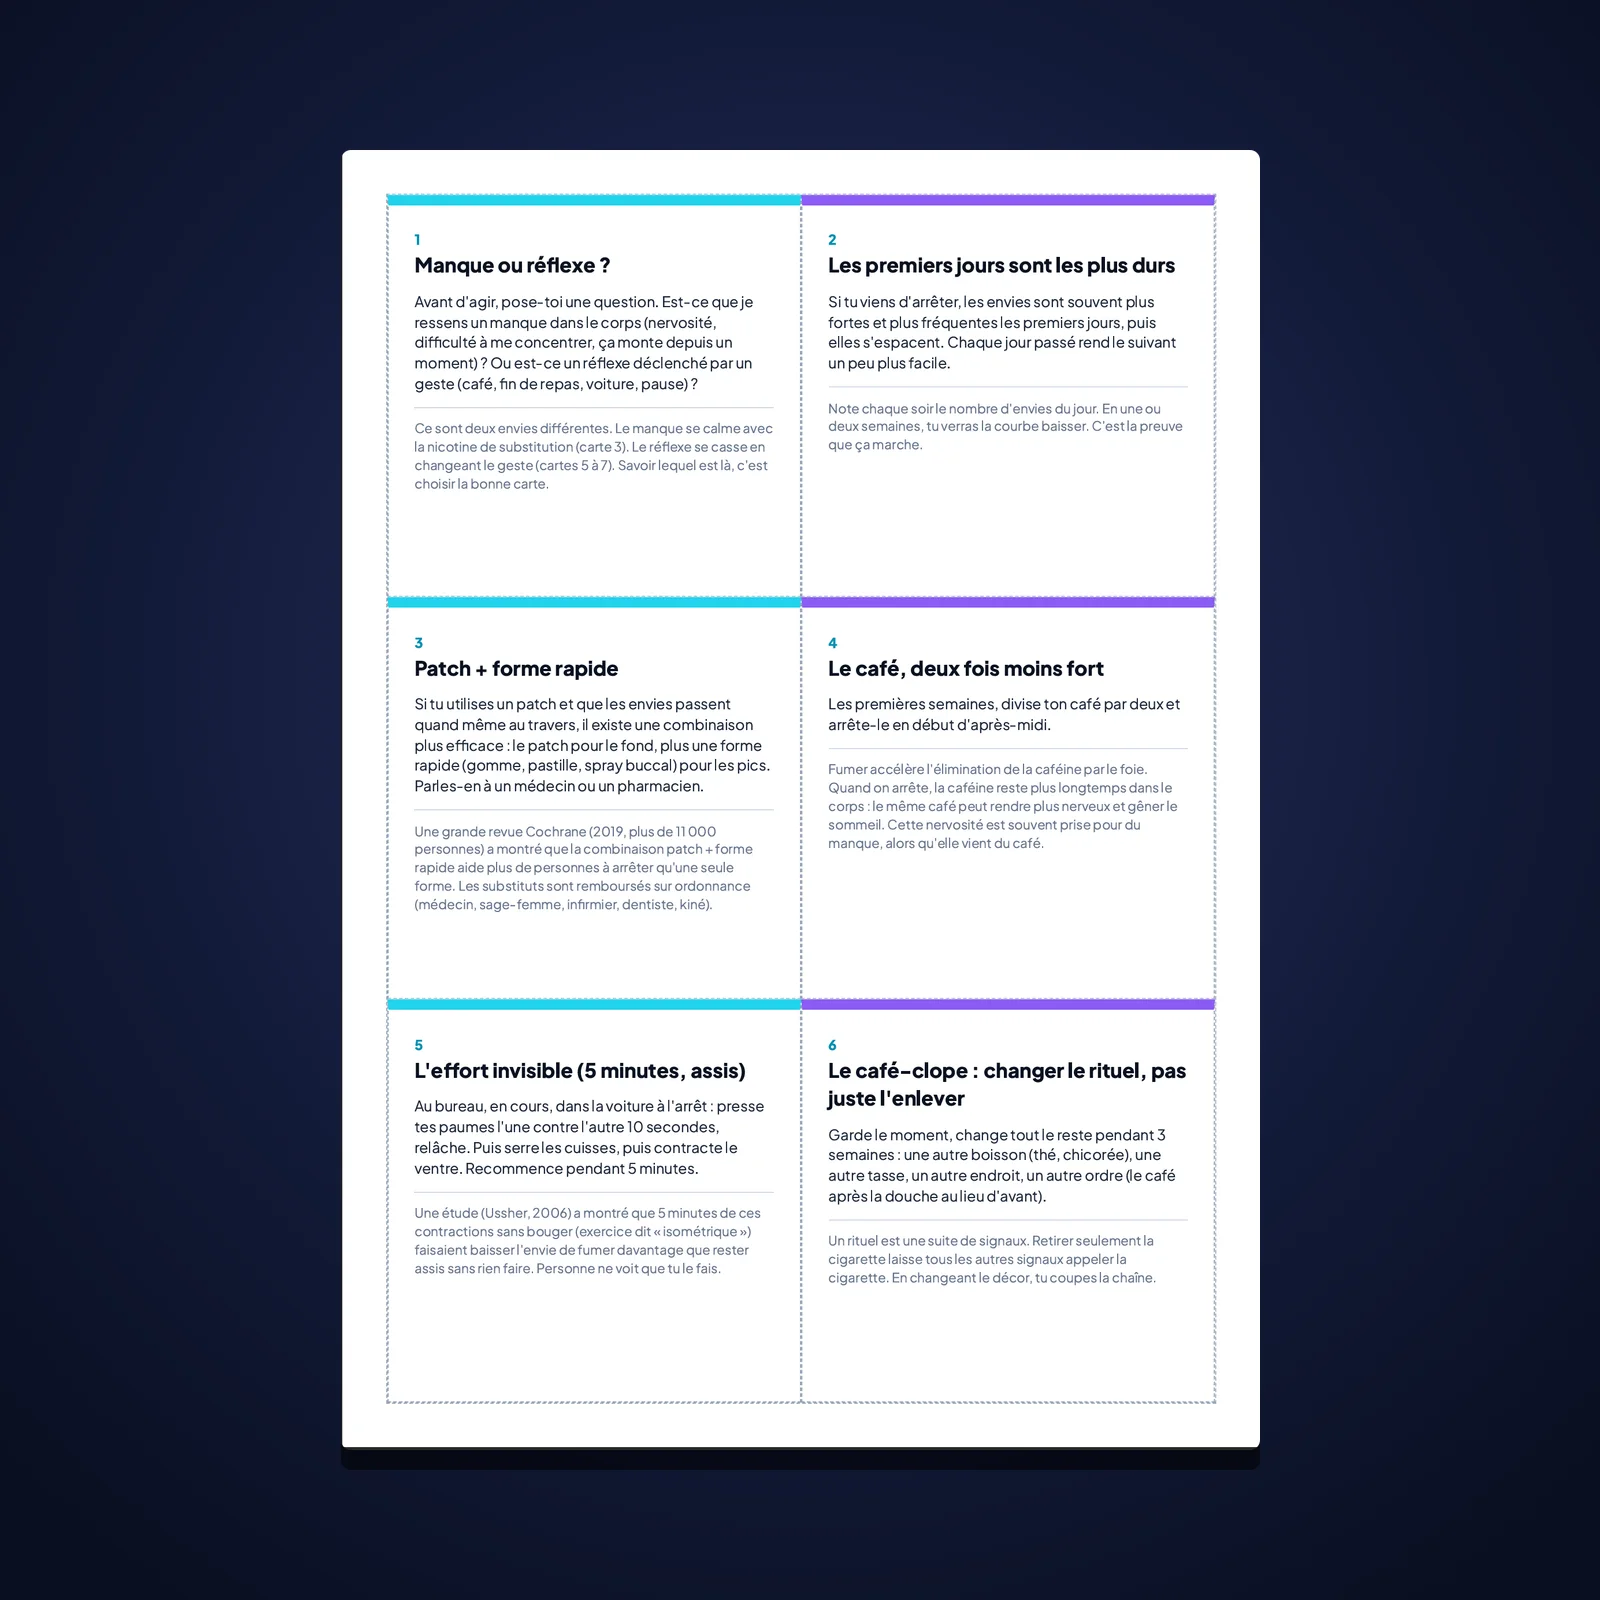 1
Manque ou réflexe ?
Avant d'agir, pose-toi une question. Est-ce que je
ressens un manque dans le corps (nervosité,
difficulté à me concentrer, ça monte depuis un
moment) ? Ou est-ce un réflexe déclenché par un
geste (café, fin de repas, voiture, pause) ?
Ce sont deux envies différentes. Le manque se calme avec
la nicotine de substitution (carte 3). Le réflexe se casse en
changeant le geste (cartes 5 à 7). Savoir lequel est là, c'est
choisir la bonne carte.
2
Les premiers jours sont les plus durs
Si tu viens d'arrêter, les envies sont souvent plus
fortes et plus fréquentes les premiers jours, puis
elles s'espacent. Chaque jour passé rend le suivant
un peu plus facile.
Note chaque soir le nombre d'envies du jour. En une ou
deux semaines, tu verras la courbe baisser. C'est la preuve
que ça marche.
3
Patch + forme rapide
Si tu utilises un patch et que les envies passent
quand même au travers, il existe une combinaison
plus efficace : le patch pour le fond, plus une forme
rapide (gomme, pastille, spray buccal) pour les pics.
Parles-en à un médecin ou un pharmacien.
Une grande revue Cochrane (2019, plus de 11 000
personnes) a montré que la combinaison patch + forme
rapide aide plus de personnes à arrêter qu'une seule
forme. Les substituts sont remboursés sur ordonnance
(médecin, sage-femme, infirmier, dentiste, kiné).
4
Le café, deux fois moins fort
Les premières semaines, divise ton café par deux et
arrête-le en début d'après-midi.
Fumer accélère l'élimination de la caféine par le foie.
Quand on arrête, la caféine reste plus longtemps dans le
corps : le même café peut rendre plus nerveux et gêner le
sommeil. Cette nervosité est souvent prise pour du
manque, alors qu'elle vient du café.
5
L'effort invisible (5 minutes, assis)
Au bureau, en cours, dans la voiture à l'arrêt : presse
tes paumes l'une contre l'autre 10 secondes,
relâche. Puis serre les cuisses, puis contracte le
ventre. Recommence pendant 5 minutes.
Une étude (Ussher, 2006) a montré que 5 minutes de ces
contractions sans bouger (exercice dit « isométrique »)
faisaient baisser l'envie de fumer davantage que rester
assis sans rien faire. Personne ne voit que tu le fais.
6
Le café-clope : changer le rituel, pas
juste l'enlever
Garde le moment, change tout le reste pendant 3
semaines : une autre boisson (thé, chicorée), une
autre tasse, un autre endroit, un autre ordre (le café
après la douche au lieu d'avant).
Un rituel est une suite de signaux. Retirer seulement la
cigarette laisse tous les autres signaux appeler la
cigarette. En changeant le décor, tu coupes la chaîne.